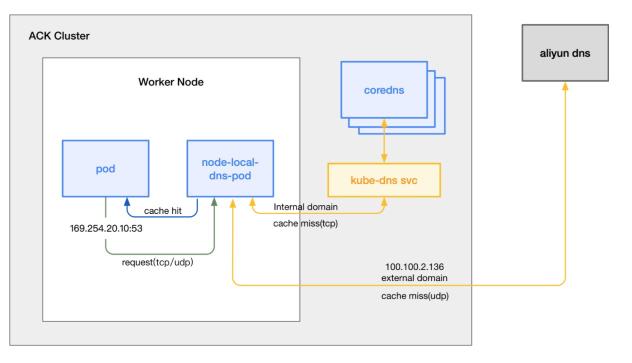 ACK Cluster
aliyun dns
Worker Node
coredns
pod
node-local-
dns-pod
kube-dns svc
cache hit
Internal domain
169.254.20.10:53
cache miss(tcp)
request(tcp/udp)
100.100.2.136
external domain
cache miss(udp)